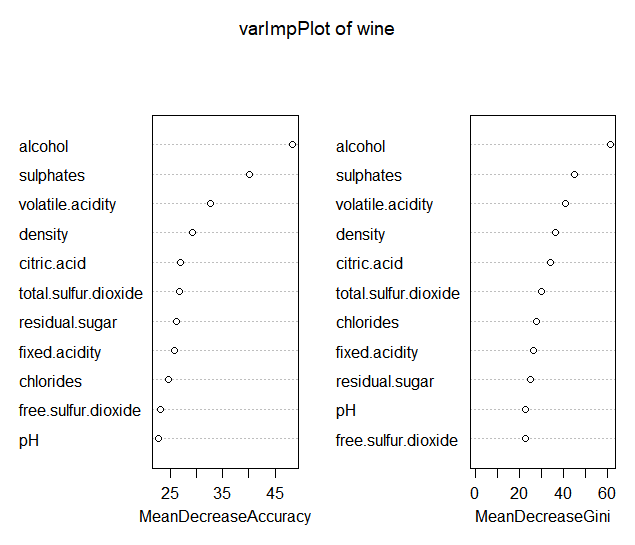 varImpPlot of wine
alcohol
sulphates
volatile.acidity
density
citric.acid
total.sulfur.dioxide
residual.sugar
fixed.acidity
chlorides
free.sulfur.dioxide
pH
25 35 45
MeanDecreaseAccuracy
alcohol
sulphates
volatile.acidity
density
citric.acid
total.sulfur.dioxide
chlorides
fixed.acidity
residual.sugar
pH
free.sulfur.dioxide
0 20 40 60
MeanDecreaseGini